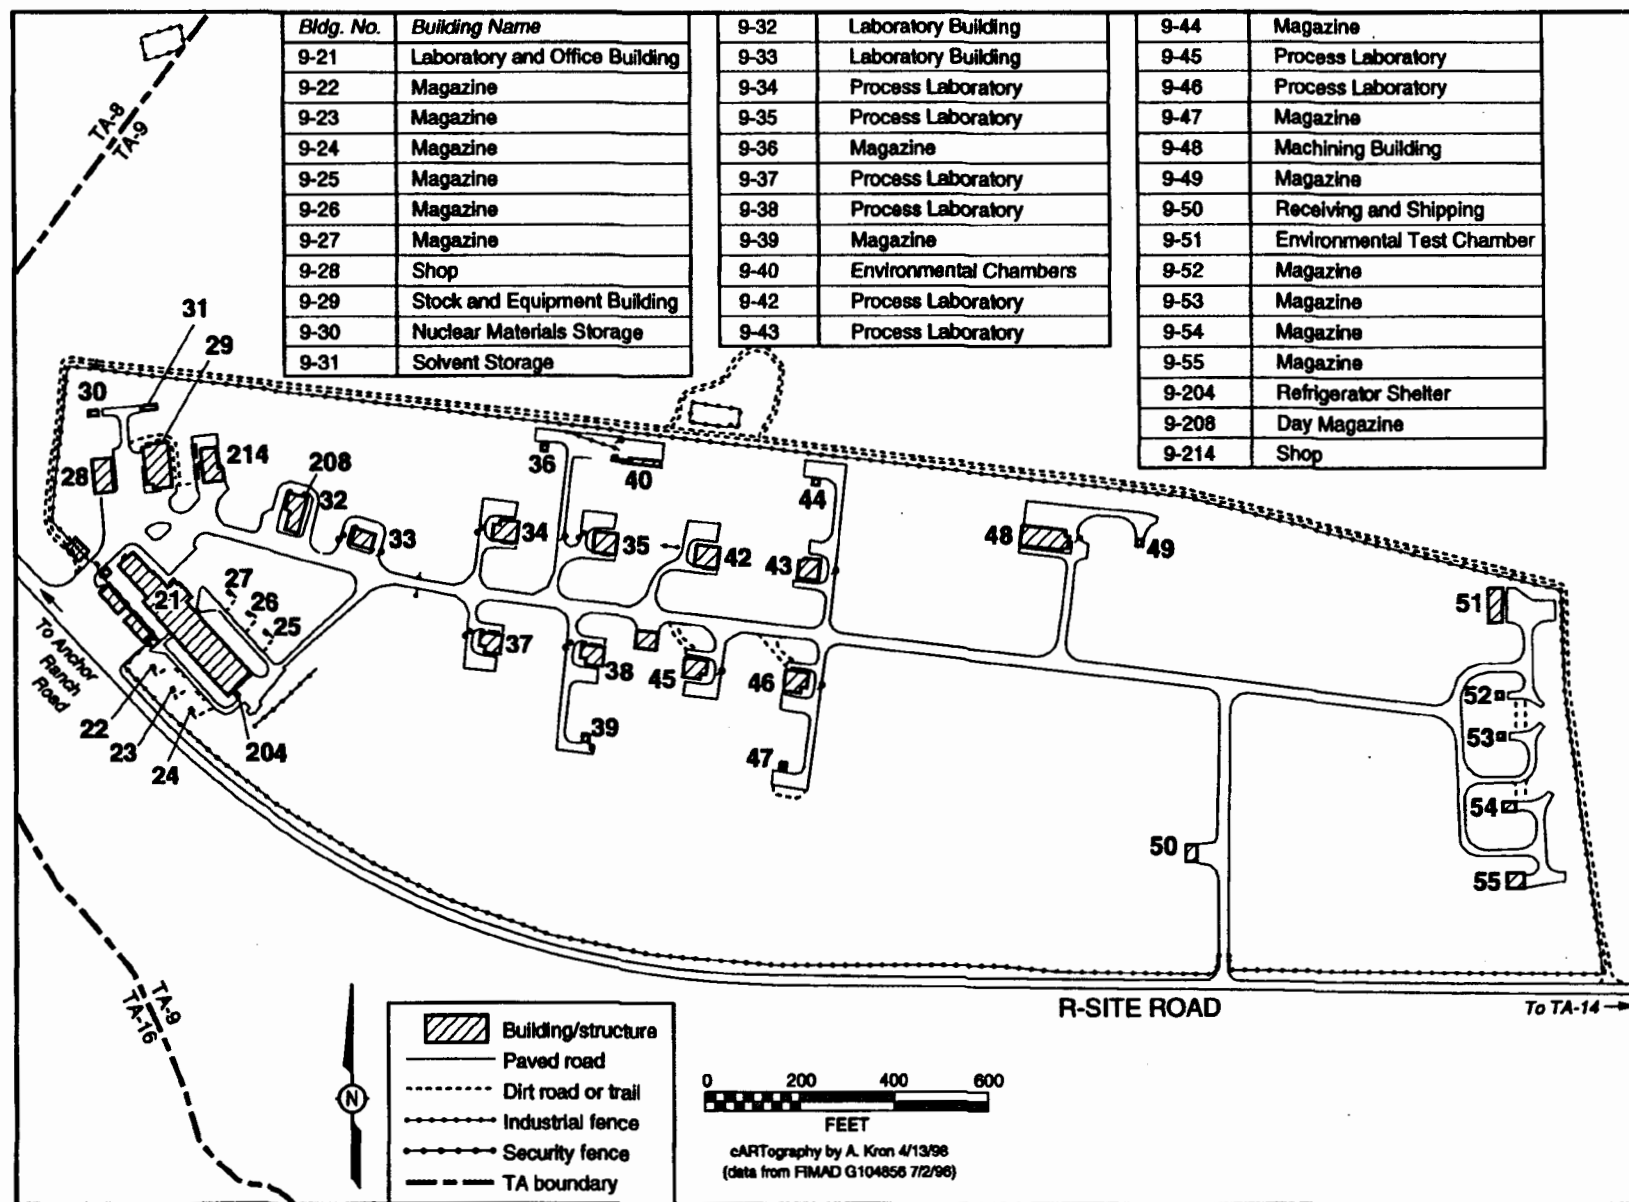 Bldg. No. Building Name
9-21 Laboratory and Office Building
9-22 Magazine
9-23 Magazine
9-24 Magazine
9-25 Magazine
9-26 Magazine
9-27 Magazine
9-28 Shop
9-29 Stock and Equipment Building
9-30 Nuclear Materials Storage
9-31 Solvent Storage
9-32 Laboratory Building
9-33 Laboratory Building
9-34 Process Laboratory
9-35 Process Laboratory
9-36 Magazine
9-37 Process Laboratory
9-38 Process Laboratory
9-39 Magazine
9-40 Environmental Chambers
9-42 Process Laboratory
9-43 Process Laboratory
9-44 Magazine
9-45 Process Laboratory
9-46 Process Laboratory
9-47 Magazine
9-48 Machining Building
9-49 Magazine
9-50 Receiving and Shipping
9-51 Environmental Test Chamber
9-52 Magazine
9-53 Magazine
9-54 Magazine
9-55 Magazine
9-204 Refrigerator Shelter
9-208 Day Magazine
9-214 Shop
TA-8
TA-9
31
29
30
28
214
208
32
33
36
40
34
35
42
44
43
48
49
51
27
26
25
21
37
38
45
46
52
53
54
55
To Anchor
Ranch
Road
22
23
24
204
39
47
50
TA-9
TA-16
R-SITE ROAD
To TA-14
N
Building/structure
Paved road
Dirt road or trail
Industrial fence
Security fence
TA boundary
0 200 400 600
FEET
cARTography by A. Kron 4/13/98
(data from FIMAD G104856 7/2/96)